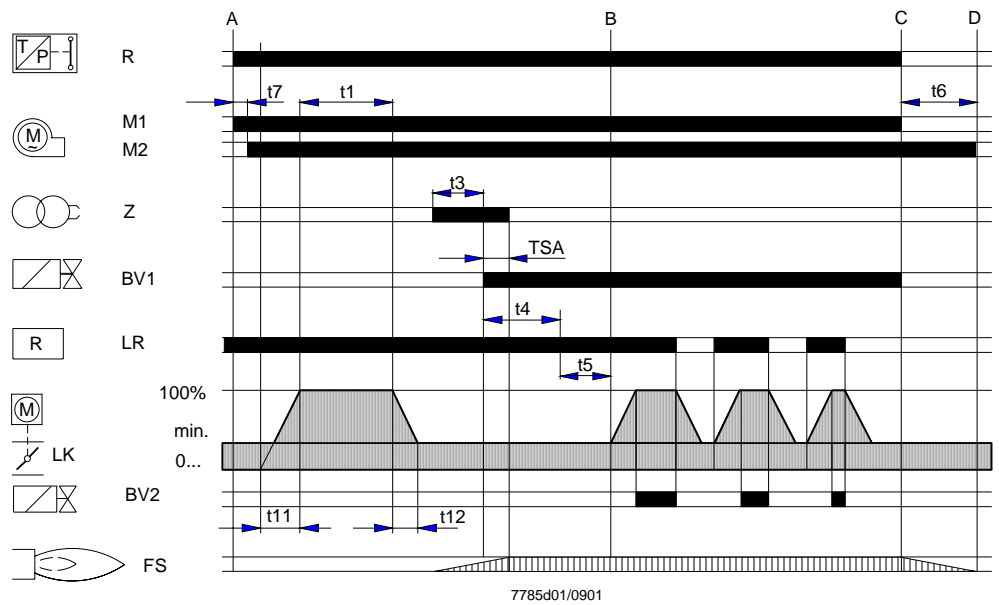 A B C D
T P R
t7 t1 t6
M1
M ~
M2
t3
Z
TSA
BV1
t4
R LR
t5
100%
M
min.
LK
0...
BV2
t11 t12
FS
7785d01/0901